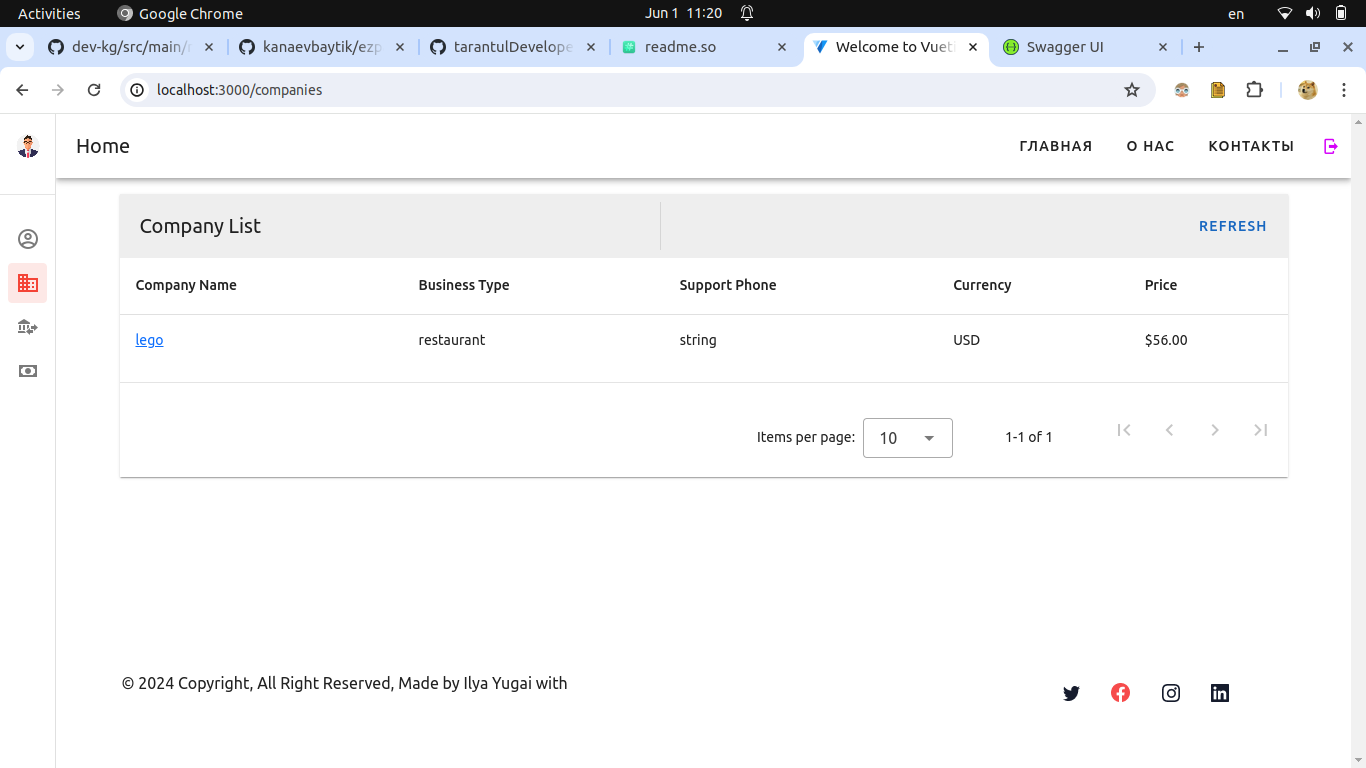 Activities Google Chrome Jun 1 11:20 en
dev-kg/src/main/ kanaevbaytik/ezp tarantulDevelope readme.so Welcome to Vuet Swagger UI
localhost:3000/companies
Home ГЛАВНАЯ О НАС КОНТАКТЫ
Company List REFRESH
Company Name Business Type Support Phone Currency Price
lego restaurant string USD $56.00
Items per page: 10 1-1 of 1
© 2024 Copyright, All Right Reserved, Made by Ilya Yugai with